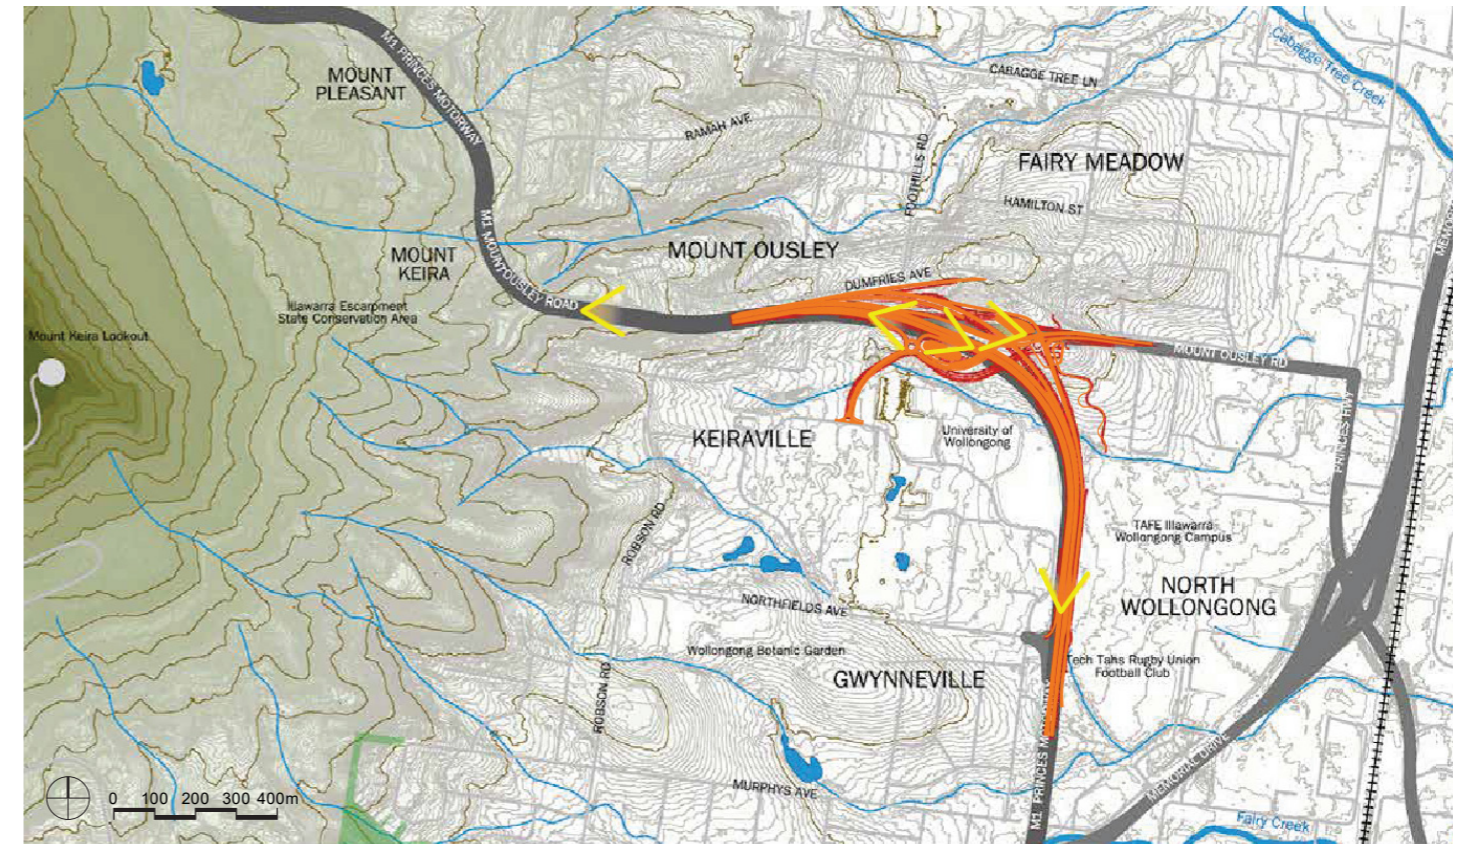 Cabagge Tree Creek
M1 PRINCES MOTORWAY
MOUNT
PLEASANT
CABAGGE TREE LN
RAMAH AVE
FOOTHILLS RD
FAIRY MEADOW
HAMILTON ST
MEMORIAL
M1 MOUNT OUSLEY ROAD
MOUNT
KEIRA
MOUNT OUSLEY
DUMFRIES AVE
Illawarra Escarpment
State Conservation Area
Mount Keira Lookout
MOUNT OUSLEY RD
PRINCES HWY
KEIRAVILLE
University of
Wollongong
ROBSON RD
TAFE Illawarra
Wollongong Campus
NORTH
WOLLONGONG
NORTHFIELDS AVE
Wollongong Botanic Garden
GWYNNEVILLE
Tech Tahs Rugby Union
Football Club
ROBSON RD
M1 PRINCES
MEMORIAL DRIVE
MURPHYS AVE
Fairy Creek
0 100 200 300 400m